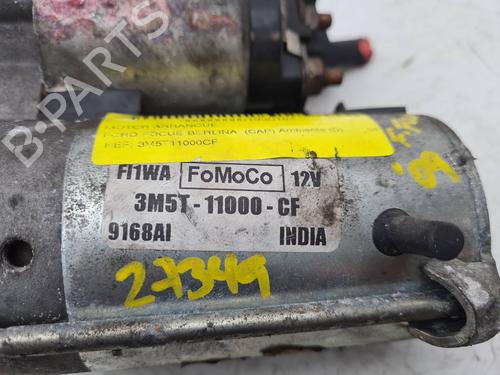 B-PARTS
MOTOR ARRANQUE
FORD FOCUS BERLINA (CAP) Ambiente (D)
REF: 3M5T11000CF
FI1WA FoMoCo 12V
3M5T-11000-CF
9168AI INDIA
27349
'09